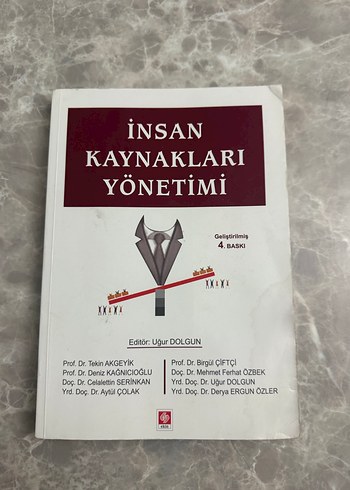 İNSAN
KAYNAKLARI
YÖNETİMİ
Geliştirilmiş
4. BASKI
Editör: Uğur DOLGUN
Prof. Dr. Tekin AKGEYİK
Prof. Dr. Deniz KAĞNICIOĞLU
Doç. Dr. Celalettin SERİNKAN
Yrd. Doç. Dr. Aytül ÇOLAK
Prof. Dr. Birgül ÇİFTÇİ
Doç. Dr. Mehmet Ferhat ÖZBEK
Yrd. Doç. Dr. Uğur DOLGUN
Yrd. Doç. Dr. Derya ERGUN ÖZLER